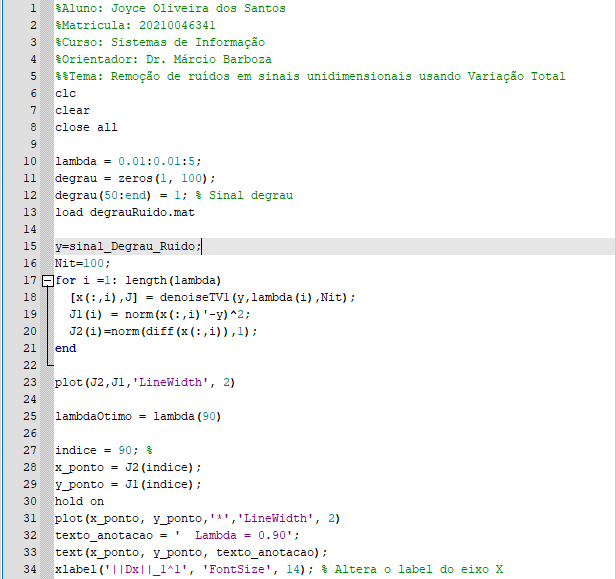 1 %Aluno: Joyce Oliveira dos Santos
2 %Matricula: 20210046341
3 %Curso: Sistemas de Informação
4 %Orientador: Dr. Márcio Barboza
5 %%Tema: Remoção de ruídos em sinais unidimensionais usando Variação Total
6 clc
7 clear
8 close all
9
10 lambda = 0.01:0.01:5;
11 degrau = zeros(1, 100);
12 degrau(50:end) = 1; % Sinal degrau
13 load degrauRuido.mat
14
15 y=sinal_Degrau_Ruido;
16 Nit=100;
17 for i =1: length(lambda)
18 [x(:,i),J] = denoiseTV1(y,lambda(i),Nit);
19 J1(i) = norm(x(:,i)'-y)^2;
20 J2(i)=norm(diff(x(:,i)),1);
21 end
22
23 plot(J2,J1,'LineWidth', 2)
24
25 lambdaOtimo = lambda(90)
26
27 indice = 90; %
28 x_ponto = J2(indice);
29 y_ponto = J1(indice);
30 hold on
31 plot(x_ponto, y_ponto,'*','LineWidth', 2)
32 texto_anotacao = '  Lambda = 0.90';
33 text(x_ponto, y_ponto, texto_anotacao);
34 xlabel('||Dx||_1^1', 'FontSize', 14); % Altera o label do eixo X